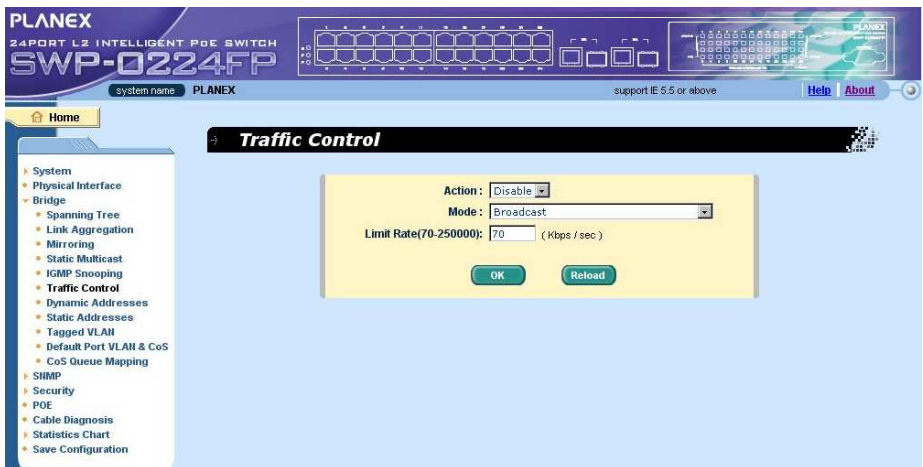 PLANEX
24PORT L2 INTELLIGENT POE SWITCH
SWP-0224FP
PLANEX
system name PLANEX support IE 5.5 or above Help About
Home
Traffic Control
System
Physical Interface
Bridge
Spanning Tree
Link Aggregation
Mirroring
Static Multicast
IGMP Snooping
Traffic Control
Dynamic Addresses
Static Addresses
Tagged VLAN
Default Port VLAN & CoS
CoS Queue Mapping
SNMP
Security
POE
Cable Diagnosis
Statistics Chart
Save Configuration
Action : Disable
Mode : Broadcast
Limit Rate(70-250000): 70 ( Kbps / sec )
OK Reload